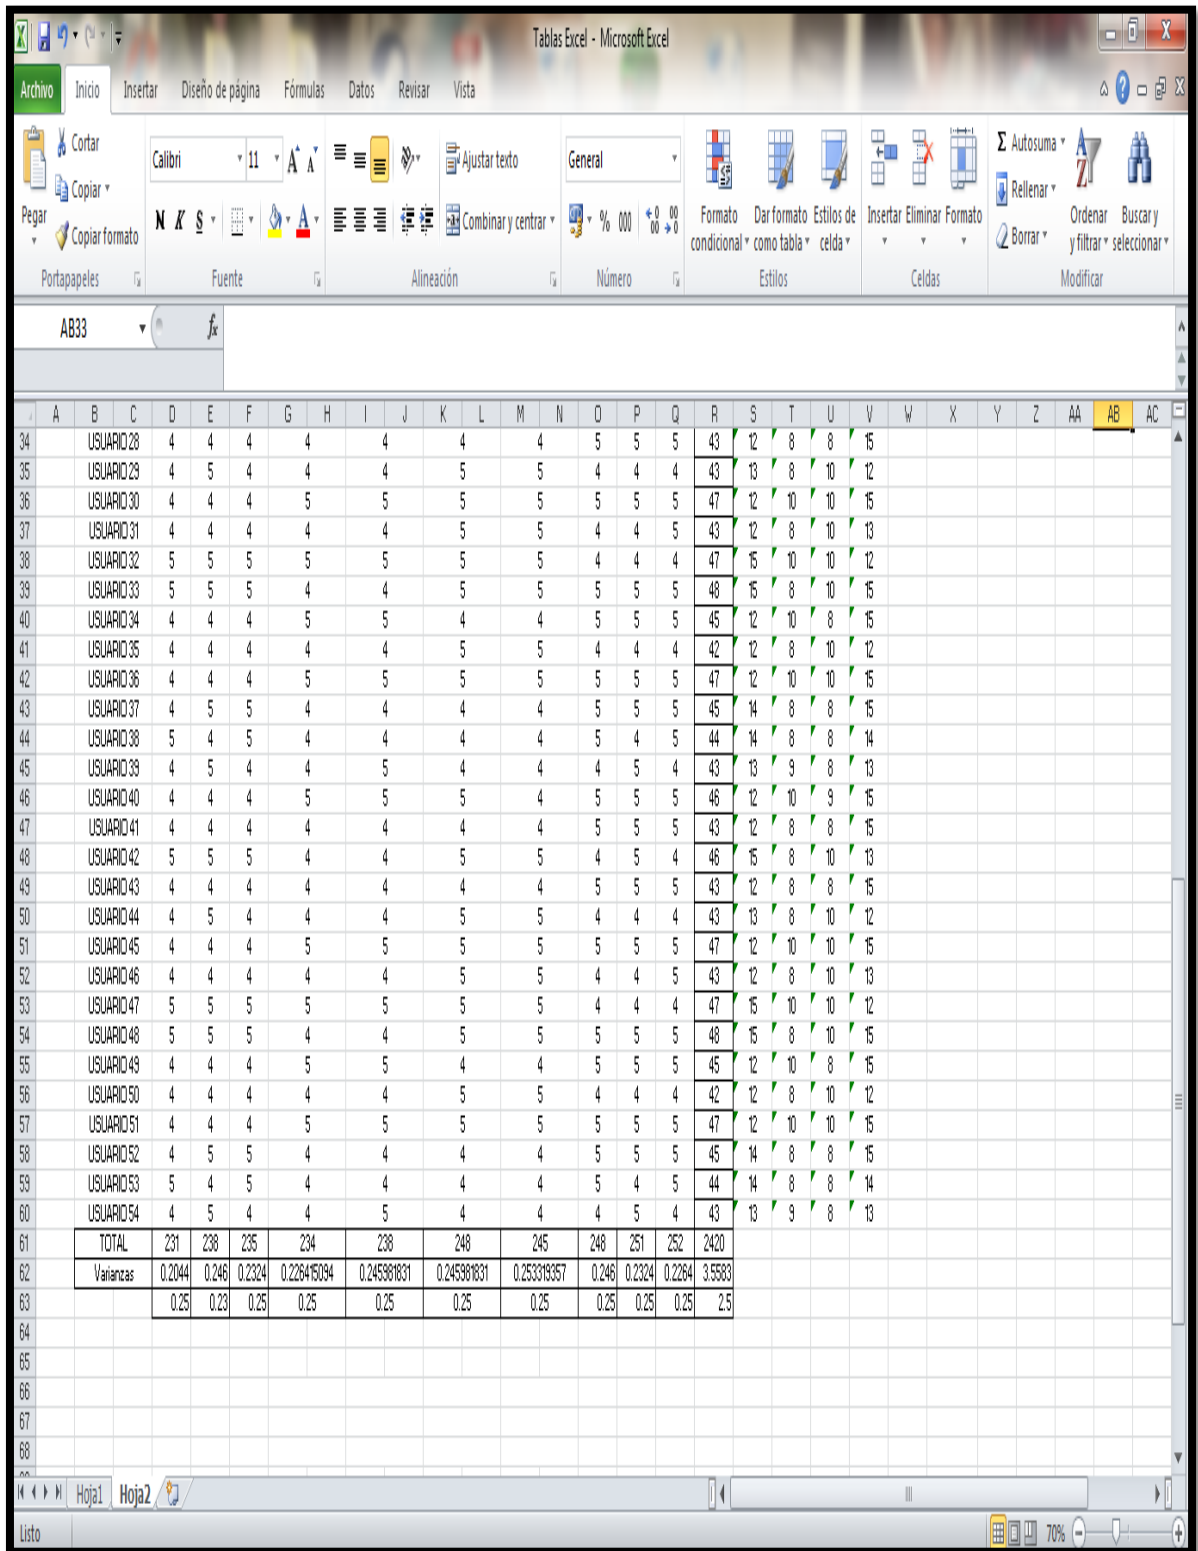 Tablas Excel - Microsoft Excel
Archivo Inicio Insertar Diseño de página Fórmulas Datos Revisar Vista
Cortar
Copiar
Copiar formato
Pegar
Portapapeles
Calibri 11
N K S
Fuente
Ajustar texto
Combinar y centrar
Alineación
General
% 000
Número
Formato condicional
Dar formato como tabla
Estilos de celda
Estilos
Insertar Eliminar Formato
Celdas
Σ Autosuma
Rellenar
Borrar
Ordenar y filtrar
Buscar y seleccionar
Modificar
AB33 fx
A B C D E F G H I J K L M N O P Q R S T U V W X Y Z AA AB AC
34 USUARIO 28 4 4 4 4 4 4 4 5 5 5 43 12 8 8 15
35 USUARIO 29 4 5 4 4 4 5 5 4 4 4 43 13 8 10 12
36 USUARIO 30 4 4 4 5 5 5 5 5 5 5 47 12 10 10 15
37 USUARIO 31 4 4 4 4 4 5 5 4 4 5 43 12 8 10 13
38 USUARIO 32 5 5 5 5 5 5 5 4 4 4 47 15 10 10 12
39 USUARIO 33 5 5 5 4 4 5 5 5 5 5 48 15 8 10 15
40 USUARIO 34 4 4 4 5 5 4 4 5 5 5 45 12 10 8 15
41 USUARIO 35 4 4 4 4 4 5 5 4 4 4 42 12 8 10 12
42 USUARIO 36 4 4 4 5 5 5 5 5 5 5 47 12 10 10 15
43 USUARIO 37 4 5 5 4 4 4 4 5 5 5 45 14 8 8 15
44 USUARIO 38 5 4 5 4 4 4 4 5 4 5 44 14 8 8 14
45 USUARIO 39 4 5 4 4 5 4 4 4 5 4 43 13 9 8 13
46 USUARIO 40 4 4 4 5 5 5 4 5 5 5 46 12 10 9 15
47 USUARIO 41 4 4 4 4 4 4 4 5 5 5 43 12 8 8 15
48 USUARIO 42 5 5 5 4 4 5 5 4 5 4 46 15 8 10 13
49 USUARIO 43 4 4 4 4 4 4 4 5 5 5 43 12 8 8 15
50 USUARIO 44 4 5 4 4 4 5 5 4 4 4 43 13 8 10 12
51 USUARIO 45 4 4 4 5 5 5 5 5 5 5 47 12 10 10 15
52 USUARIO 46 4 4 4 4 4 5 5 4 4 5 43 12 8 10 13
53 USUARIO 47 5 5 5 5 5 5 5 4 4 4 47 15 10 10 12
54 USUARIO 48 5 5 5 4 4 5 5 5 5 5 48 15 8 10 15
55 USUARIO 49 4 4 4 5 5 4 4 5 5 5 45 12 10 8 15
56 USUARIO 50 4 4 4 4 4 5 5 4 4 4 42 12 8 10 12
57 USUARIO 51 4 4 4 5 5 5 5 5 5 5 47 12 10 10 15
58 USUARIO 52 4 5 5 4 4 4 4 5 5 5 45 14 8 8 15
59 USUARIO 53 5 4 5 4 4 4 4 5 4 5 44 14 8 8 14
60 USUARIO 54 4 5 4 4 5 4 4 4 5 4 43 13 9 8 13
61 TOTAL 231 238 235 234 238 248 245 248 251 252 2420
62 Varianzas 0.2044 0.246 0.2324 0.226415094 0.245981831 0.245981831 0.253319357 0.246 0.2324 0.2264 3.5583
63 0.25 0.23 0.25 0.25 0.25 0.25 0.25 0.25 0.25 0.25 2.5
64
65
66
67
68
Hoja1 Hoja2
Listo 70%